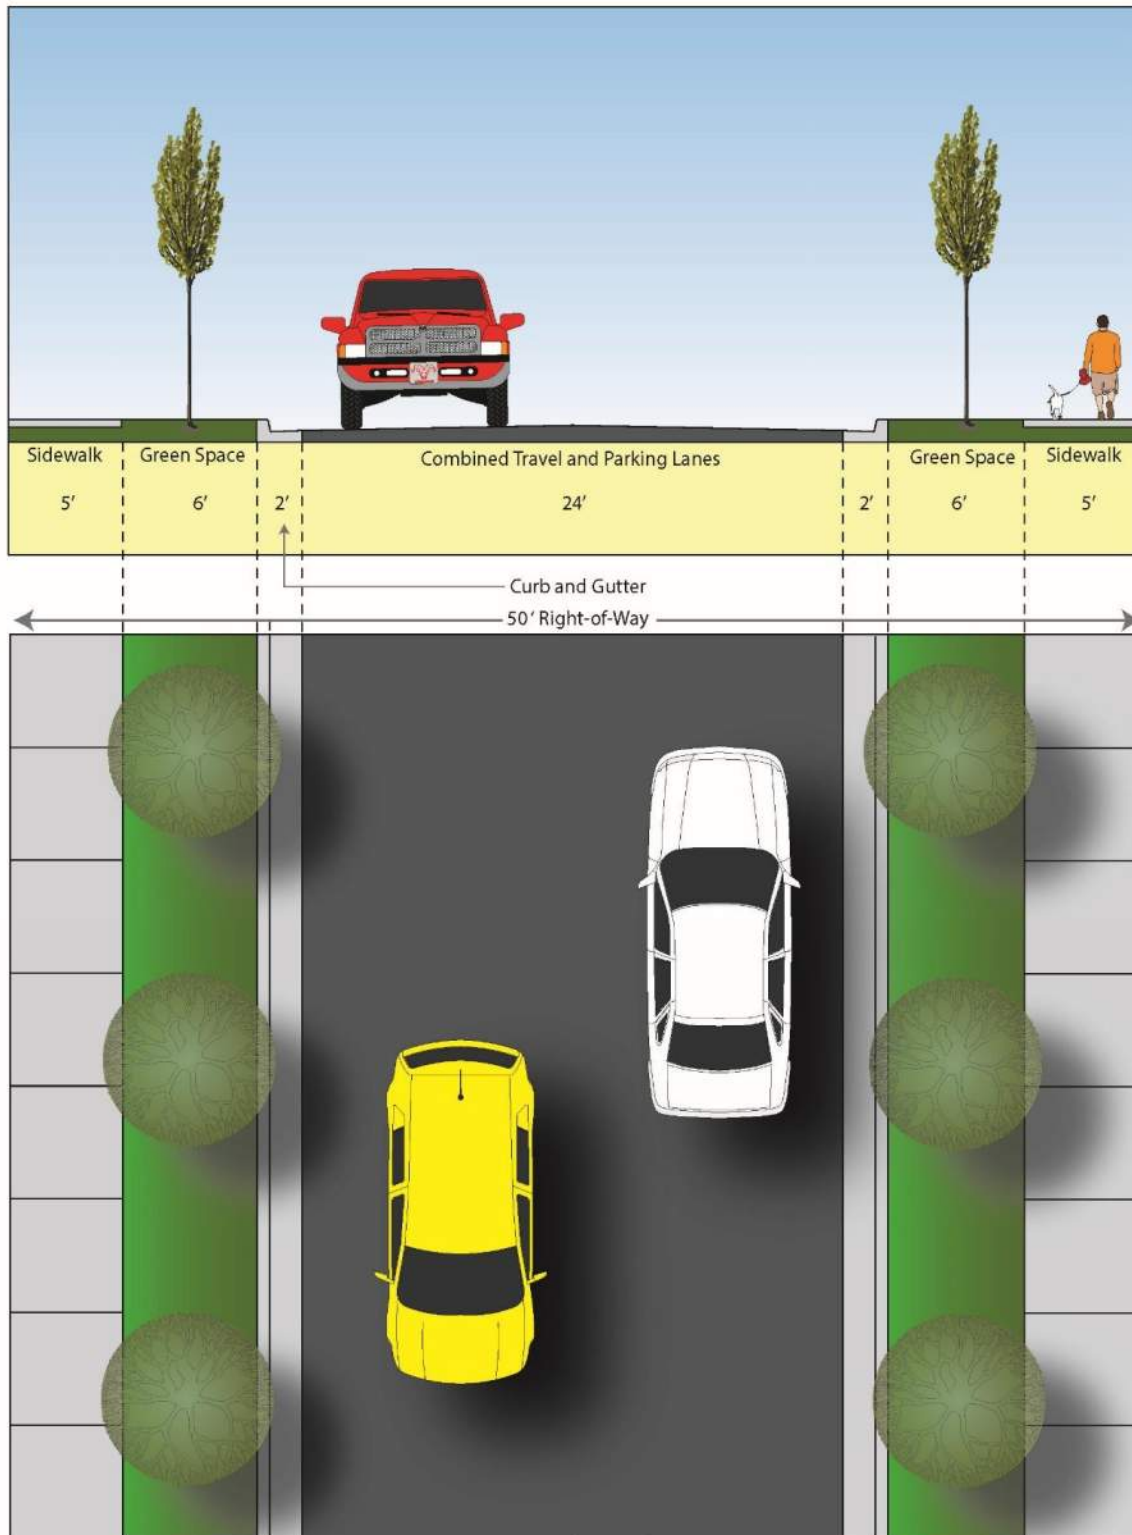 Sidewalk
Green Space
Combined Travel and Parking Lanes
Green Space
Sidewalk
5′
6′
2′
24′
2′
6′
5′
Curb and Gutter
50′ Right-of-Way